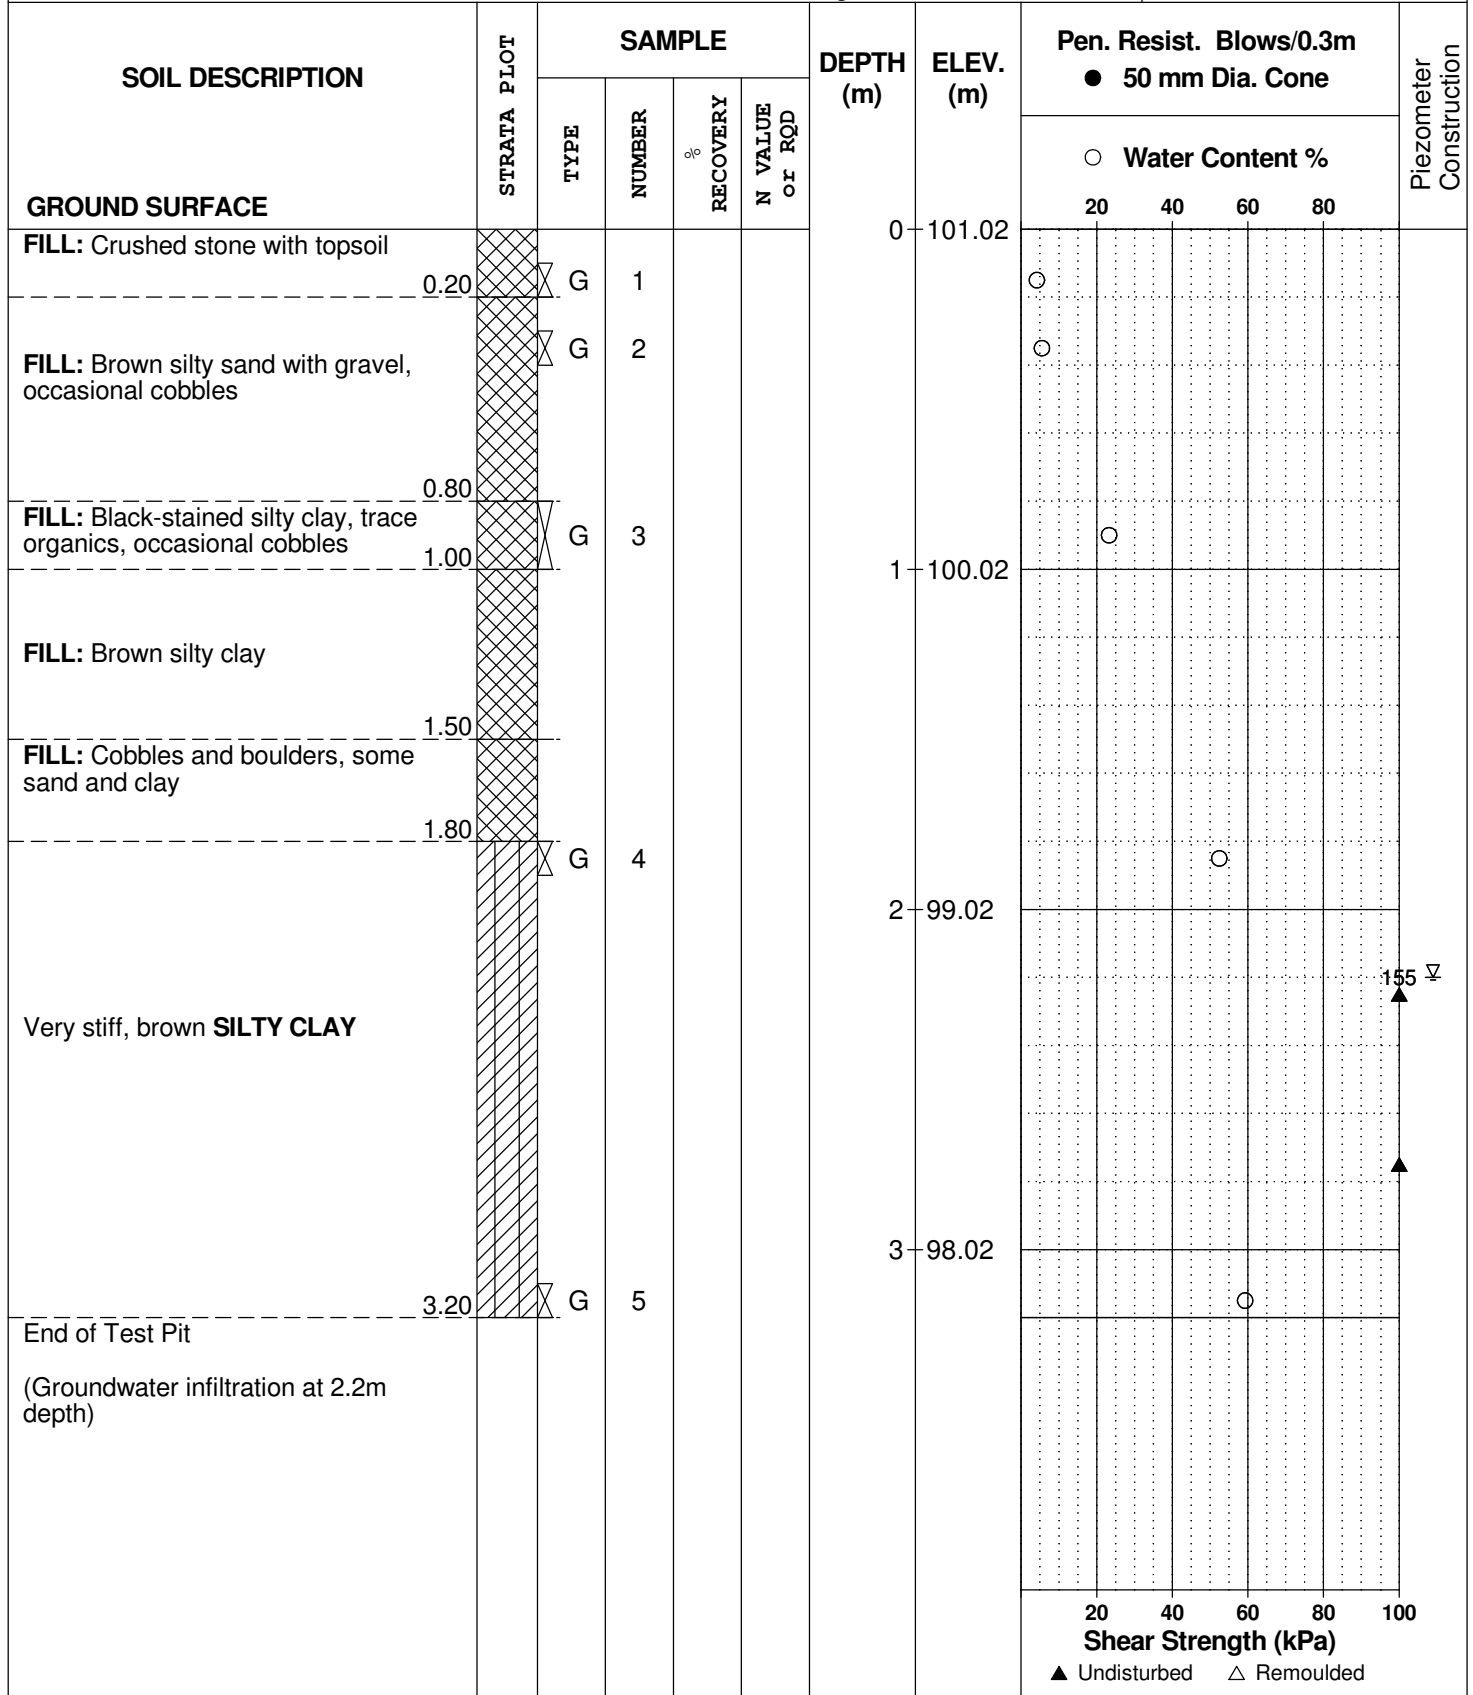 SOIL DESCRIPTION
GROUND SURFACE
STRATA PLOT
SAMPLE
TYPE
NUMBER
%
RECOVERY
N VALUE
or RQD
DEPTH
(m)
ELEV.
(m)
Pen. Resist. Blows/0.3m
● 50 mm Dia. Cone
○ Water Content %
20 40 60 80
Piezometer
Construction
0 101.02
FILL: Crushed stone with topsoil
0.20
G 1
G 2
FILL: Brown silty sand with gravel,
occasional cobbles
0.80
FILL: Black-stained silty clay, trace
organics, occasional cobbles
1.00
G 3
1 100.02
FILL: Brown silty clay
1.50
FILL: Cobbles and boulders, some
sand and clay
1.80
G 4
2 99.02
155
Very stiff, brown SILTY CLAY
3 98.02
3.20
G 5
End of Test Pit
(Groundwater infiltration at 2.2m
depth)
20 40 60 80 100
Shear Strength (kPa)
▲ Undisturbed △ Remoulded